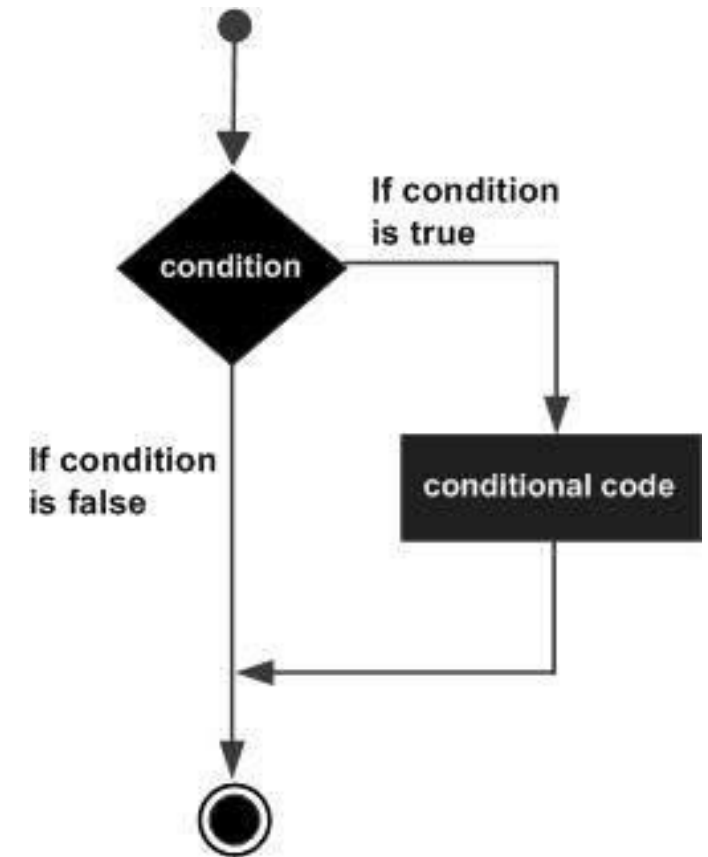 If condition
is true
condition
If condition
is false
conditional code